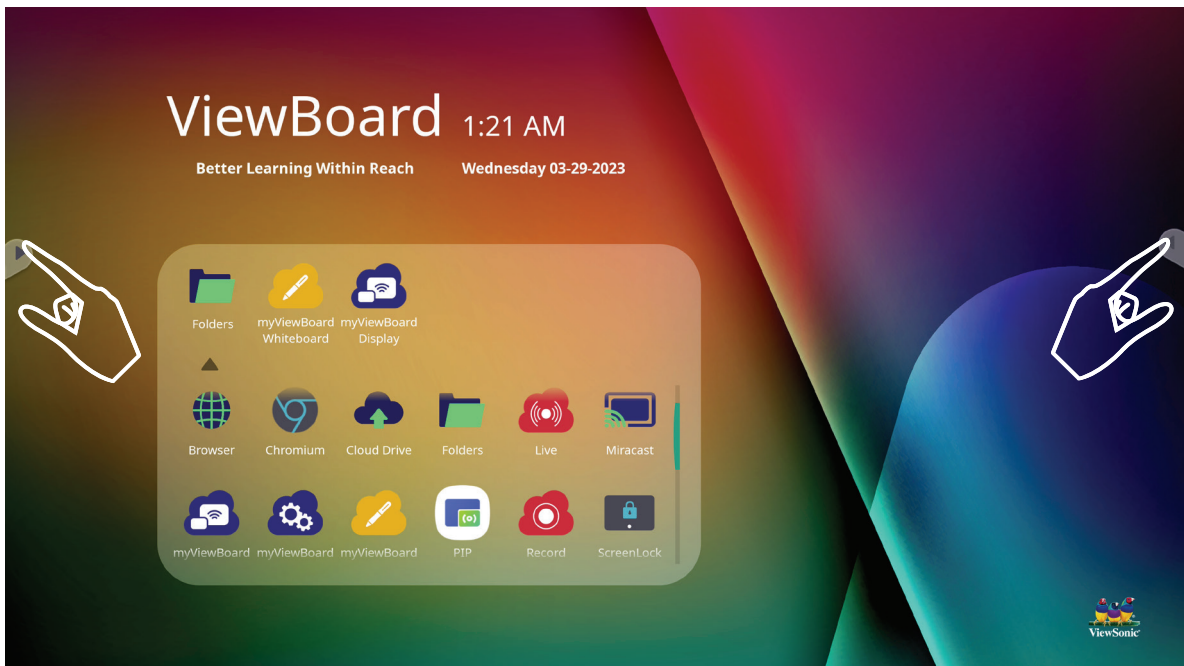 ViewBoard 1:21 AM
Better Learning Within Reach Wednesday 03-29-2023
Folders myViewBoard Whiteboard myViewBoard Display
Browser Chromium Cloud Drive Folders Live Miracast
myViewBoard myViewBoard myViewBoard PIP Record ScreenLock
ViewSonic